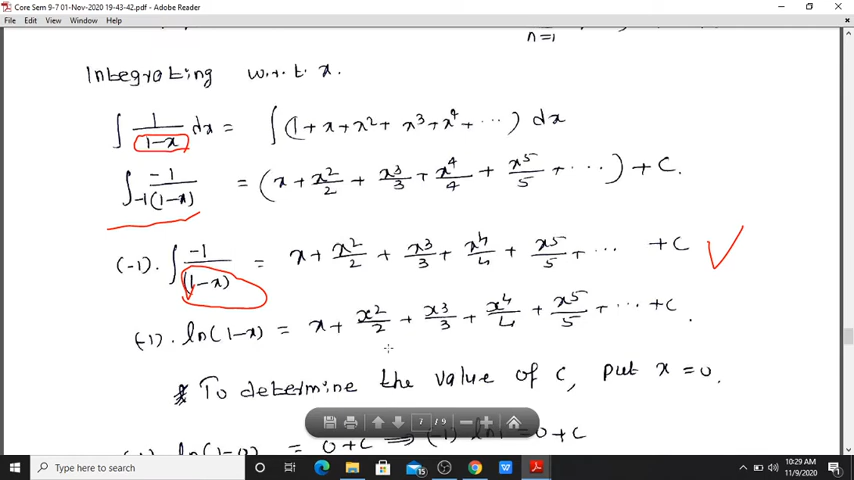 Core Sem 9-7 01-Nov-2020 19-43-42.pdf - Adobe Reader
File Edit View Window Help
n=1
Integrating w.r.t x.
∫ 1/(1-x) dx = ∫ (1 + x + x² + x³ + x⁴ + ⋯) dx
∫ -1/-1(1-x) = (x + x²/2 + x³/3 + x⁴/4 + x⁵/5 + ⋯) + C.
(-1). ∫ -1/(1-x) = x + x²/2 + x³/3 + x⁴/4 + x⁵/5 + ⋯ + C
(-1). ln(1-x) = x + x²/2 + x³/3 + x⁴/4 + x⁵/5 + ⋯ + C.
* To determine the value of C, put x = 0.
7 / 9
= 0 + C ⟹ (-1) ln 1 = 0 + C
Type here to search
15
10:29 AM
11/9/2020